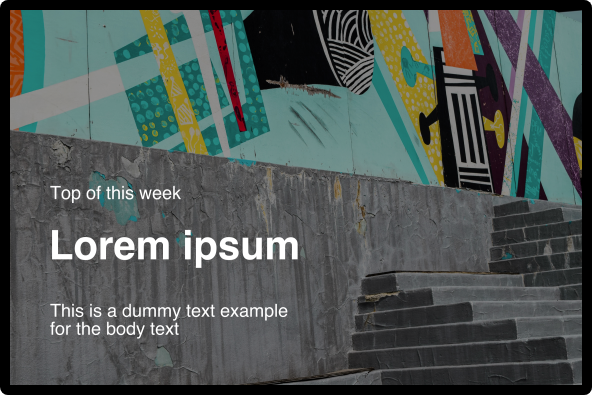 Top of this week
Lorem ipsum
This is a dummy text example
for the body text